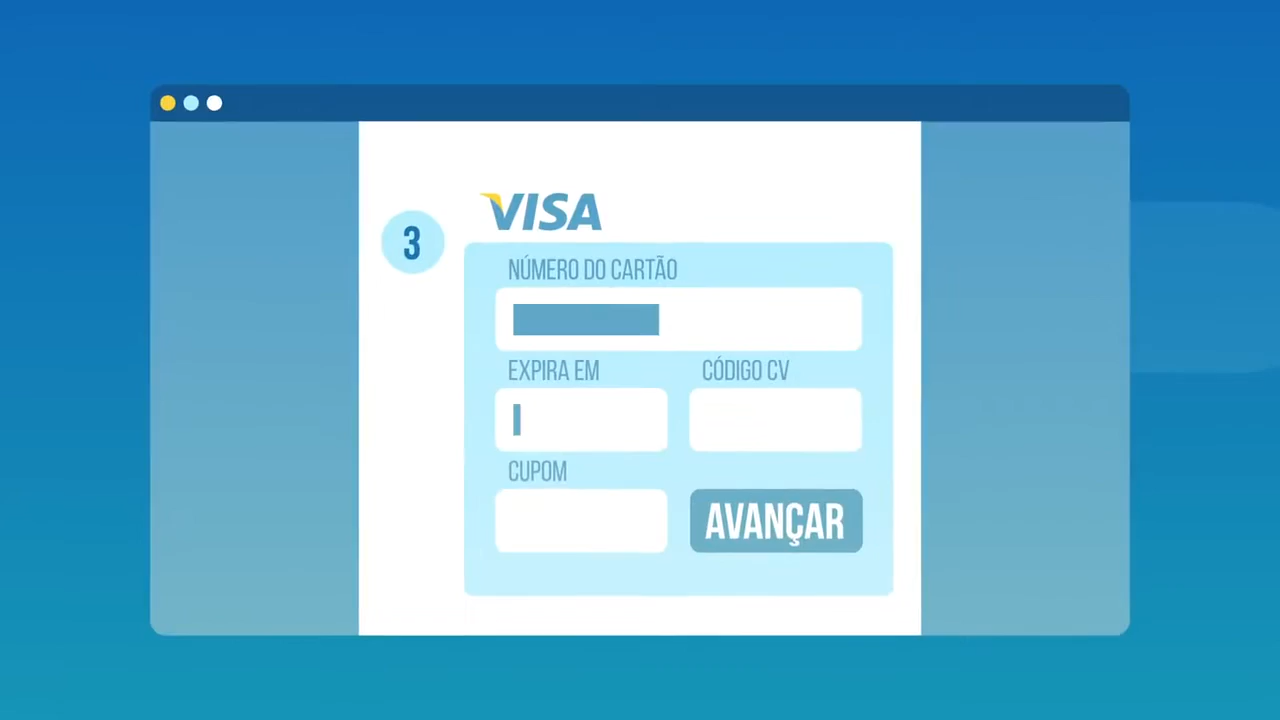 VISA
3
NÚMERO DO CARTÃO
EXPIRA EM
CÓDIGO CV
CUPOM
AVANÇAR